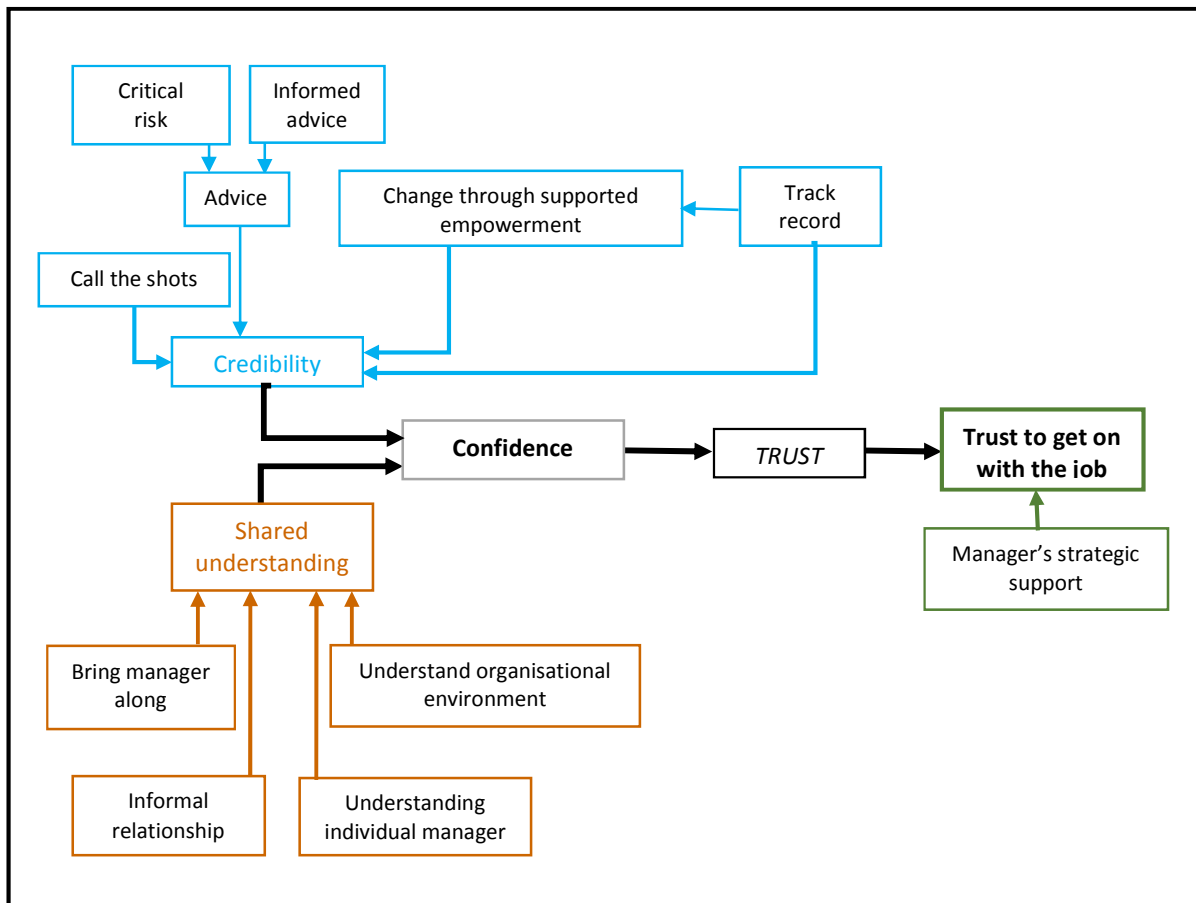 Critical
risk
Informed
advice
Advice
Change through supported
empowerment
Track
record
Call the shots
Credibility
Confidence
TRUST
Trust to get on
with the job
Shared
understanding
Manager’s strategic
support
Bring manager
along
Understand organisational
environment
Informal
relationship
Understanding
individual manager